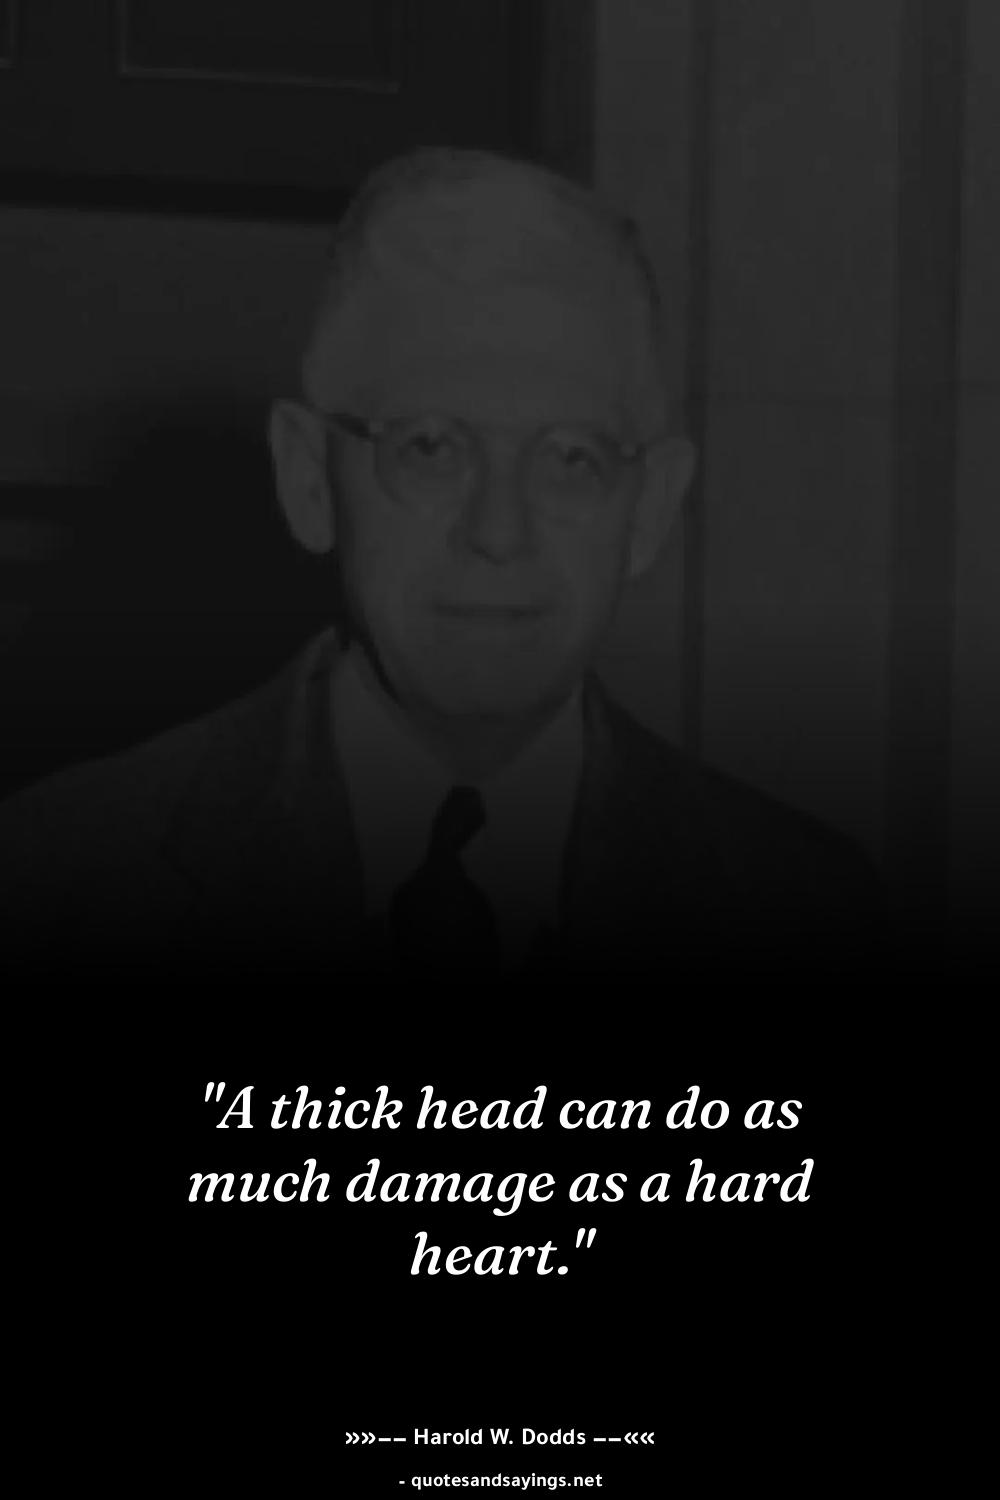 "A thick head can do as
much damage as a hard
heart."
»»–– Harold W. Dodds ––««
- quotesandsayings.net